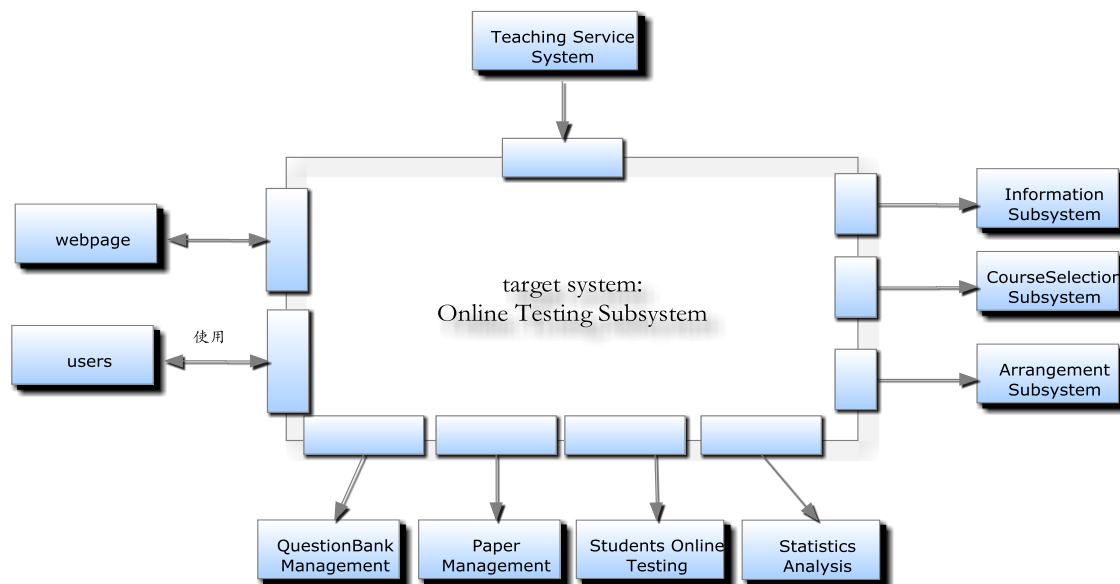 Teaching Service
System
Information
Subsystem
webpage
CourseSelection
Subsystem
target system:
Online Testing Subsystem
使用
users
Arrangement
Subsystem
QuestionBank
Management
Paper
Management
Students Online
Testing
Statistics
Analysis